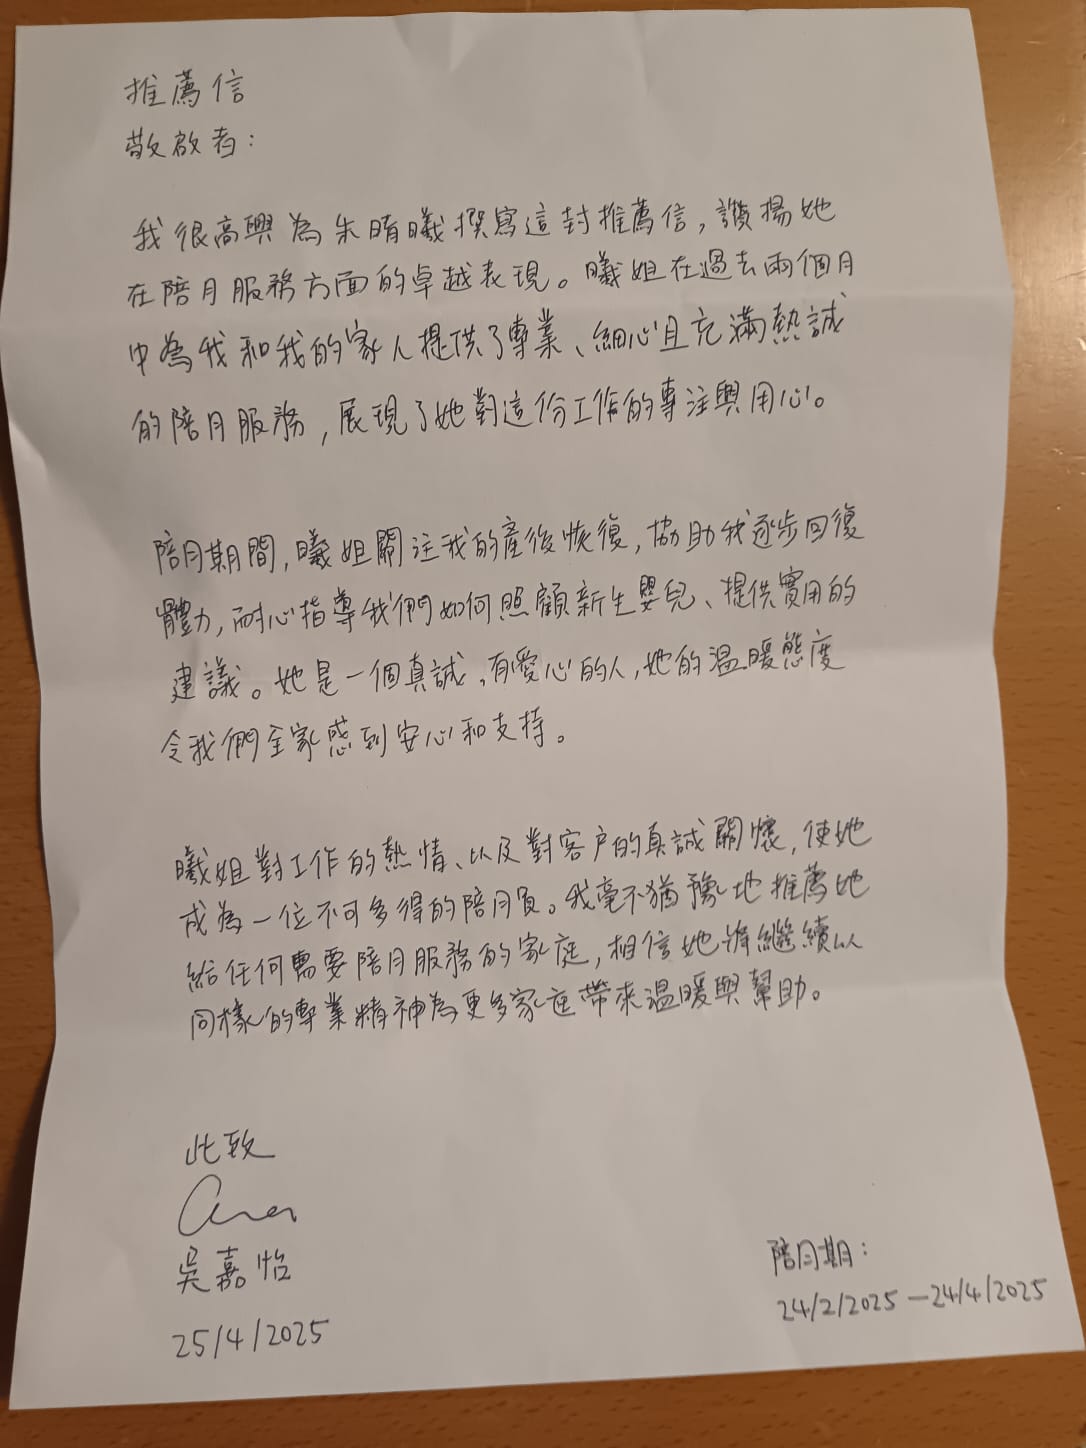 推薦信
敬啟者：
我很高興為朱晴曦撰寫這封推薦信，讚揚她
在陪月服務方面的卓越表現。曦姐在過去兩個月
中為我和我的家人提供了專業、細心且充滿熱誠
的陪月服務，展現了她對這份工作的專注與用心。
陪月期間，曦姐關注我的產後恢復，協助我逐步回復
體力，耐心指導我們如何照顧新生嬰兒、提供實用的
建議。她是一個真誠、有愛心的人，她的溫暖態度
令我們全家感到安心和支持。
曦姐對工作的熱情、以及對客戶的真誠關懷，使她
成為一位不可多得的陪月員。我毫不猶豫地推薦她
給任何需要陪月服務的家庭，相信她將繼續以
同樣的專業精神為更多家庭帶來溫暖與幫助。
此致
吳嘉怡
25/4/2025
陪月期：
24/2/2025 — 24/4/2025